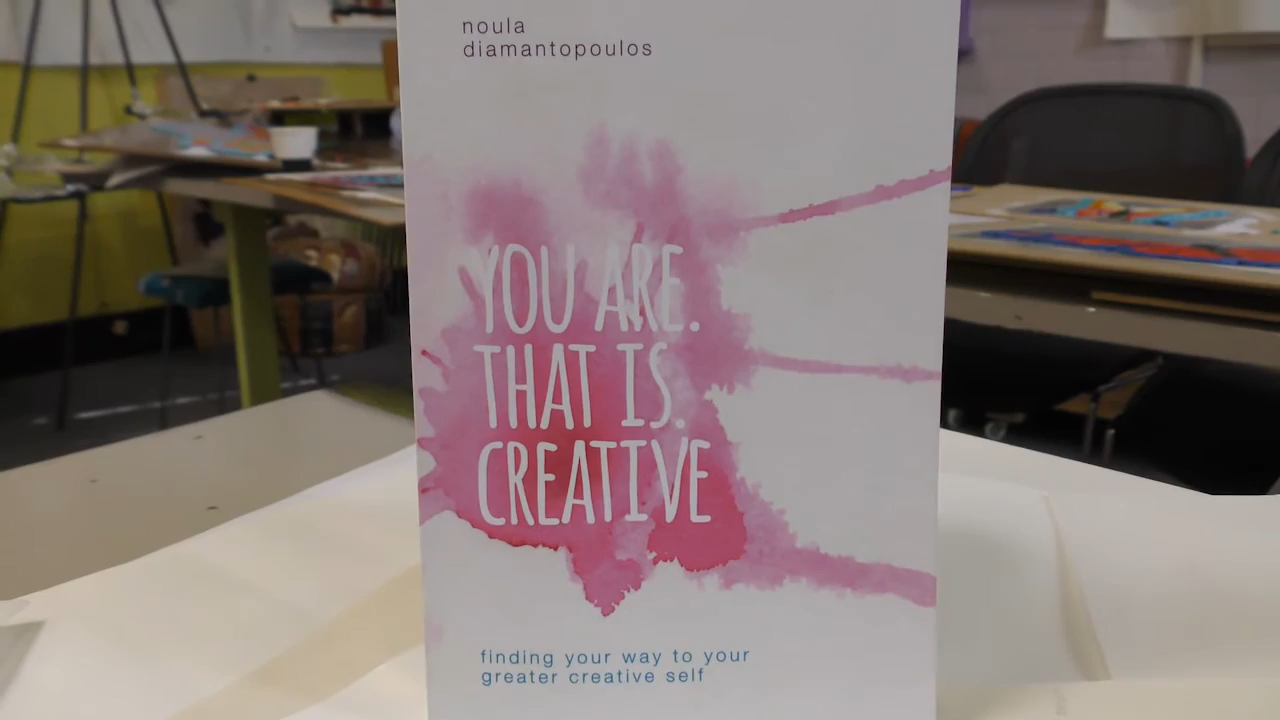 noula
diamantopoulos
YOU ARE.
THAT IS.
CREATIVE
finding your way to your
greater creative self